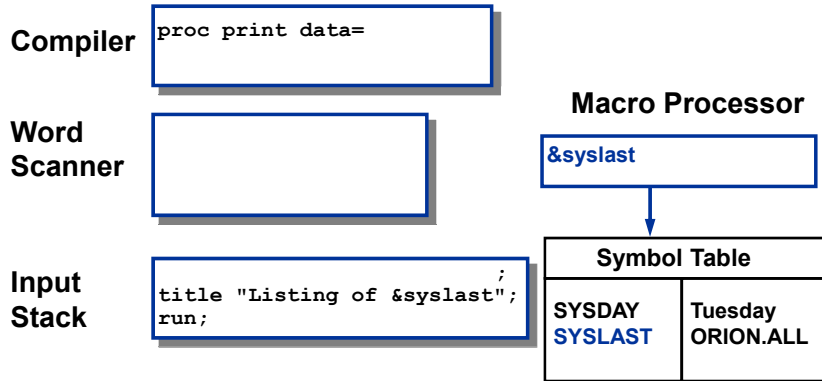 Compiler
proc print data=
Word
Scanner
Macro Processor
&syslast
Input
Stack
;
title "Listing of &syslast";
run;
Symbol Table
SYSDAY Tuesday
SYSLAST ORION.ALL